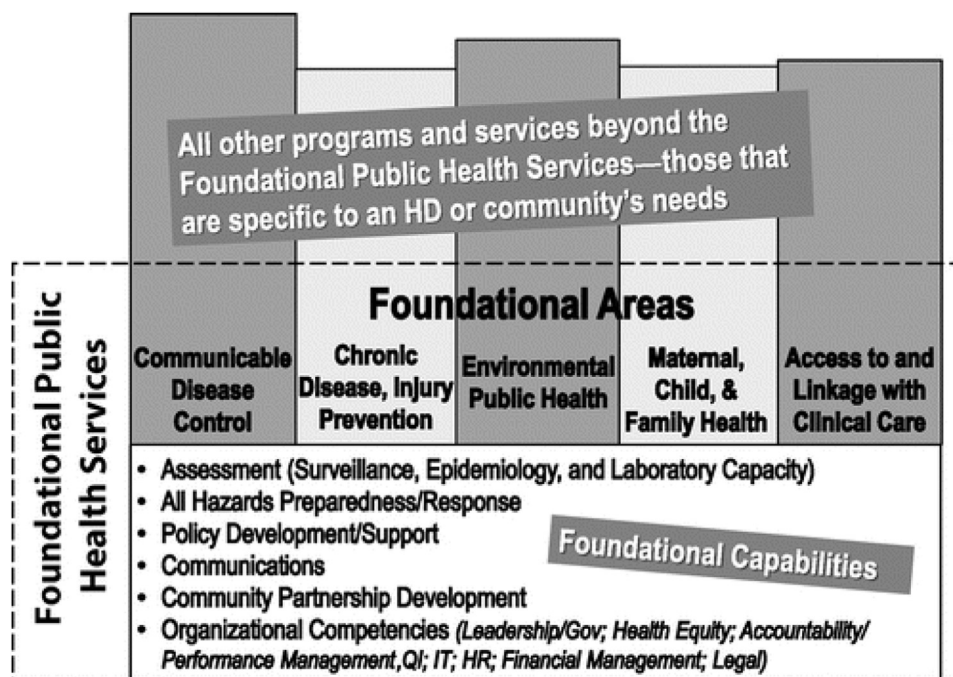 All other programs and services beyond the
Foundational Public Health Services—those that
are specific to an HD or community's needs
Foundational Public
Health Services
Foundational Areas
Communicable
Disease
Control
Chronic
Disease, Injury
Prevention
Environmental
Public Health
Maternal,
Child, &
Family Health
Access to and
Linkage with
Clinical Care
• Assessment (Surveillance, Epidemiology, and Laboratory Capacity)
• All Hazards Preparedness/Response
• Policy Development/Support
• Communications
• Community Partnership Development
• Organizational Competencies (Leadership/Gov; Health Equity; Accountability/
Performance Management,QI; IT; HR; Financial Management; Legal)
Foundational Capabilities